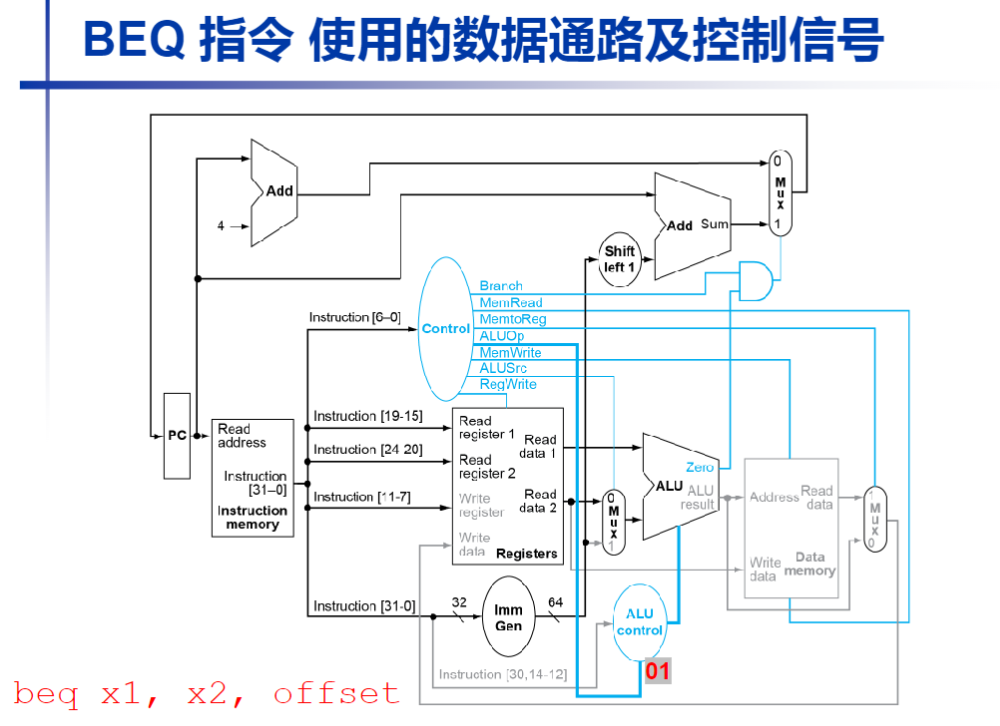 BEQ 指令 使用的数据通路及控制信号
Add
4
Add Sum
0
M
u
x
1
Shift
left 1
Branch
MemRead
MemtoReg
ALUOp
MemWrite
ALUSrc
RegWrite
Control
Instruction [6–0]
PC
Read
address
Instruction
[31–0]
Instruction
memory
Instruction [19-15]
Instruction [24 20]
Instruction [11-7]
Read
register 1
Read
data 1
Read
register 2
Write
register
Read
data 2
Write
data
Registers
0
M
u
x
1
Zero
ALU
ALU
result
Address
Read
data
Write
data
Data
memory
1
M
u
x
0
Instruction [31-0]
32
Imm
Gen
64
ALU
control
Instruction [30,14-12]
01
beq x1, x2, offset